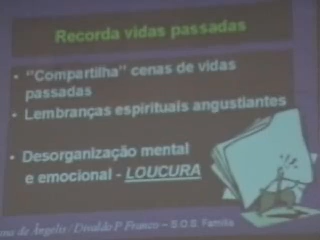 Recorda vidas passadas
• "Compartilha" cenas de vidas
passadas
• Lembranças espirituais angustiantes
• Desorganização mental
e emocional - LOUCURA
de Ângelis - Divaldo P Franco – S.O.S. Família